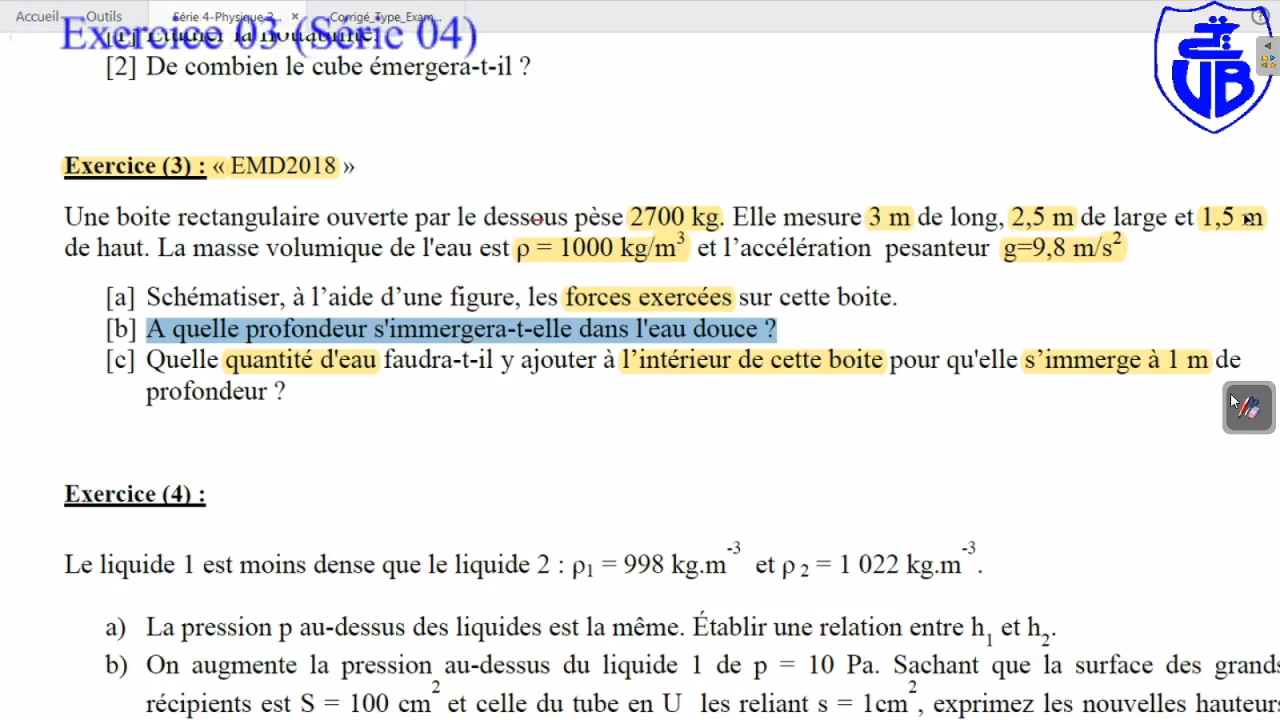 Accueil Outils Série 4-Physique 2... × Corrigé_Type_Exam...
Exercice 03 (Série 04)
[1] Etudier la
[2] De combien le cube émergera-t-il ?
UB
Exercice (3) : « EMD2018 »
Une boite rectangulaire ouverte par le dessous pèse 2700 kg. Elle mesure 3 m de long, 2,5 m de large et 1,5 m
de haut. La masse volumique de l'eau est ρ = 1000 kg/m³ et l’accélération pesanteur g=9,8 m/s²
[a] Schématiser, à l’aide d’une figure, les forces exercées sur cette boite.
[b] A quelle profondeur s'immergera-t-elle dans l'eau douce ?
[c] Quelle quantité d'eau faudra-t-il y ajouter à l’intérieur de cette boite pour qu'elle s’immerge à 1 m de
profondeur ?
Exercice (4) :
Le liquide 1 est moins dense que le liquide 2 : ρ₁ = 998 kg.m⁻³ et ρ ₂ = 1 022 kg.m⁻³.
a) La pression p au-dessus des liquides est la même. Établir une relation entre h₁ et h₂.
b) On augmente la pression au-dessus du liquide 1 de p = 10 Pa. Sachant que la surface des grands
récipients est S = 100 cm² et celle du tube en U les reliant s = 1cm², exprimez les nouvelles hauteurs